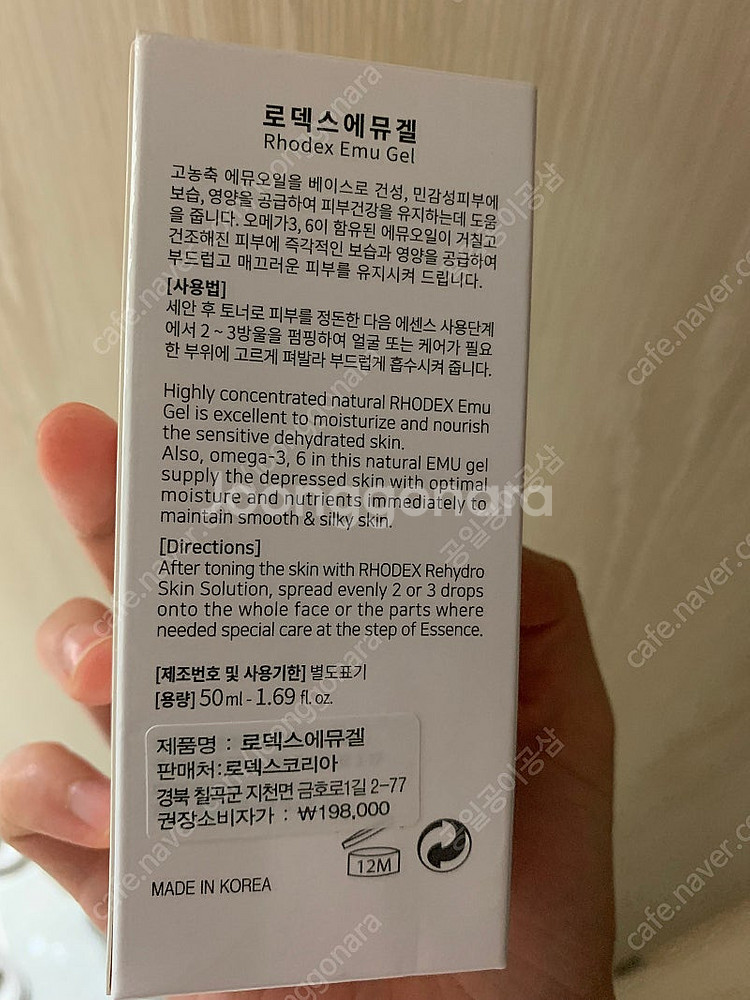 로덱스에뮤겔
Rhodex Emu Gel
고농축 에뮤오일을 베이스로 건성, 민감성피부에
보습, 영양을 공급하여 피부건강을 유지하는데 도움
을 줍니다. 오메가3, 6이 함유된 에뮤오일이 거칠고
건조해진 피부에 즉각적인 보습과 영양을 공급하여
부드럽고 매끄러운 피부를 유지시켜 드립니다.
[사용법]
세안 후 토너로 피부를 정돈한 다음 에센스 사용단계
에서 2 ~ 3방울을 펌핑하여 얼굴 또는 케어가 필요
한 부위에 고르게 펴발라 부드럽게 흡수시켜 줍니다.
Highly concentrated natural RHODEX Emu
Gel is excellent to moisturize and nourish
the sensitive dehydrated skin.
Also, omega-3, 6 in this natural EMU gel
supply the depressed skin with optimal
moisture and nutrients immediately to
maintain smooth & silky skin.
[Directions]
After toning the skin with RHODEX Rehydro
Skin Solution, spread evenly 2 or 3 drops
onto the whole face or the parts where
needed special care at the step of Essence.
[제조번호 및 사용기한] 별도표기
[용량] 50ml - 1.69 fl. oz.
제품명 : 로덱스에뮤겔
판매처:로덱스코리아
경북 칠곡군 지천면 금호로1길 2-77
권장소비자가 : ₩198,000
12M
MADE IN KOREA
joonggonara
cafe.naver.com
공일공이공삼